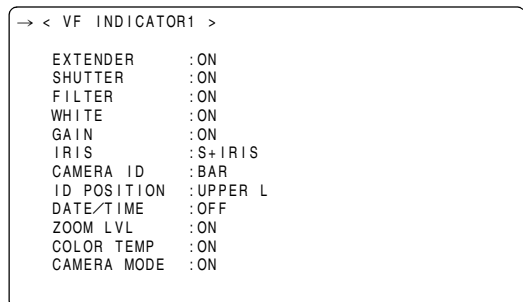 → < VF INDICATOR1 >
EXTENDER :ON
SHUTTER :ON
FILTER :ON
WHITE :ON
GAIN :ON
IRIS :S+IRIS
CAMERA ID :BAR
ID POSITION :UPPER L
DATE/TIME :OFF
ZOOM LVL :ON
COLOR TEMP :ON
CAMERA MODE :ON